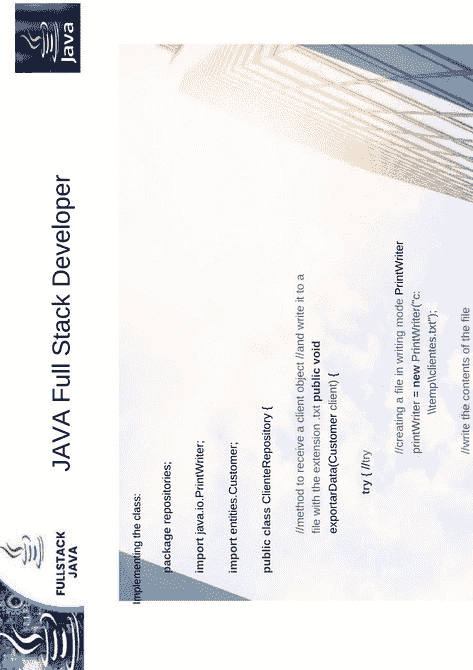 Java
JAVA Full Stack Developer
FULLSTACK
JAVA
Implementing the class:
package repositories;
import java.io.PrintWriter;
import entities.Customer;
public class ClienteRepository {
//method to receive a client object //and write it to a
file with the extension .txt public void
exportarData(Customer client) {
try { //try
//creating a file in writing mode PrintWriter
printWriter = new PrintWriter("c:
\\temp\\clientes.txt");
//write the contents of the file